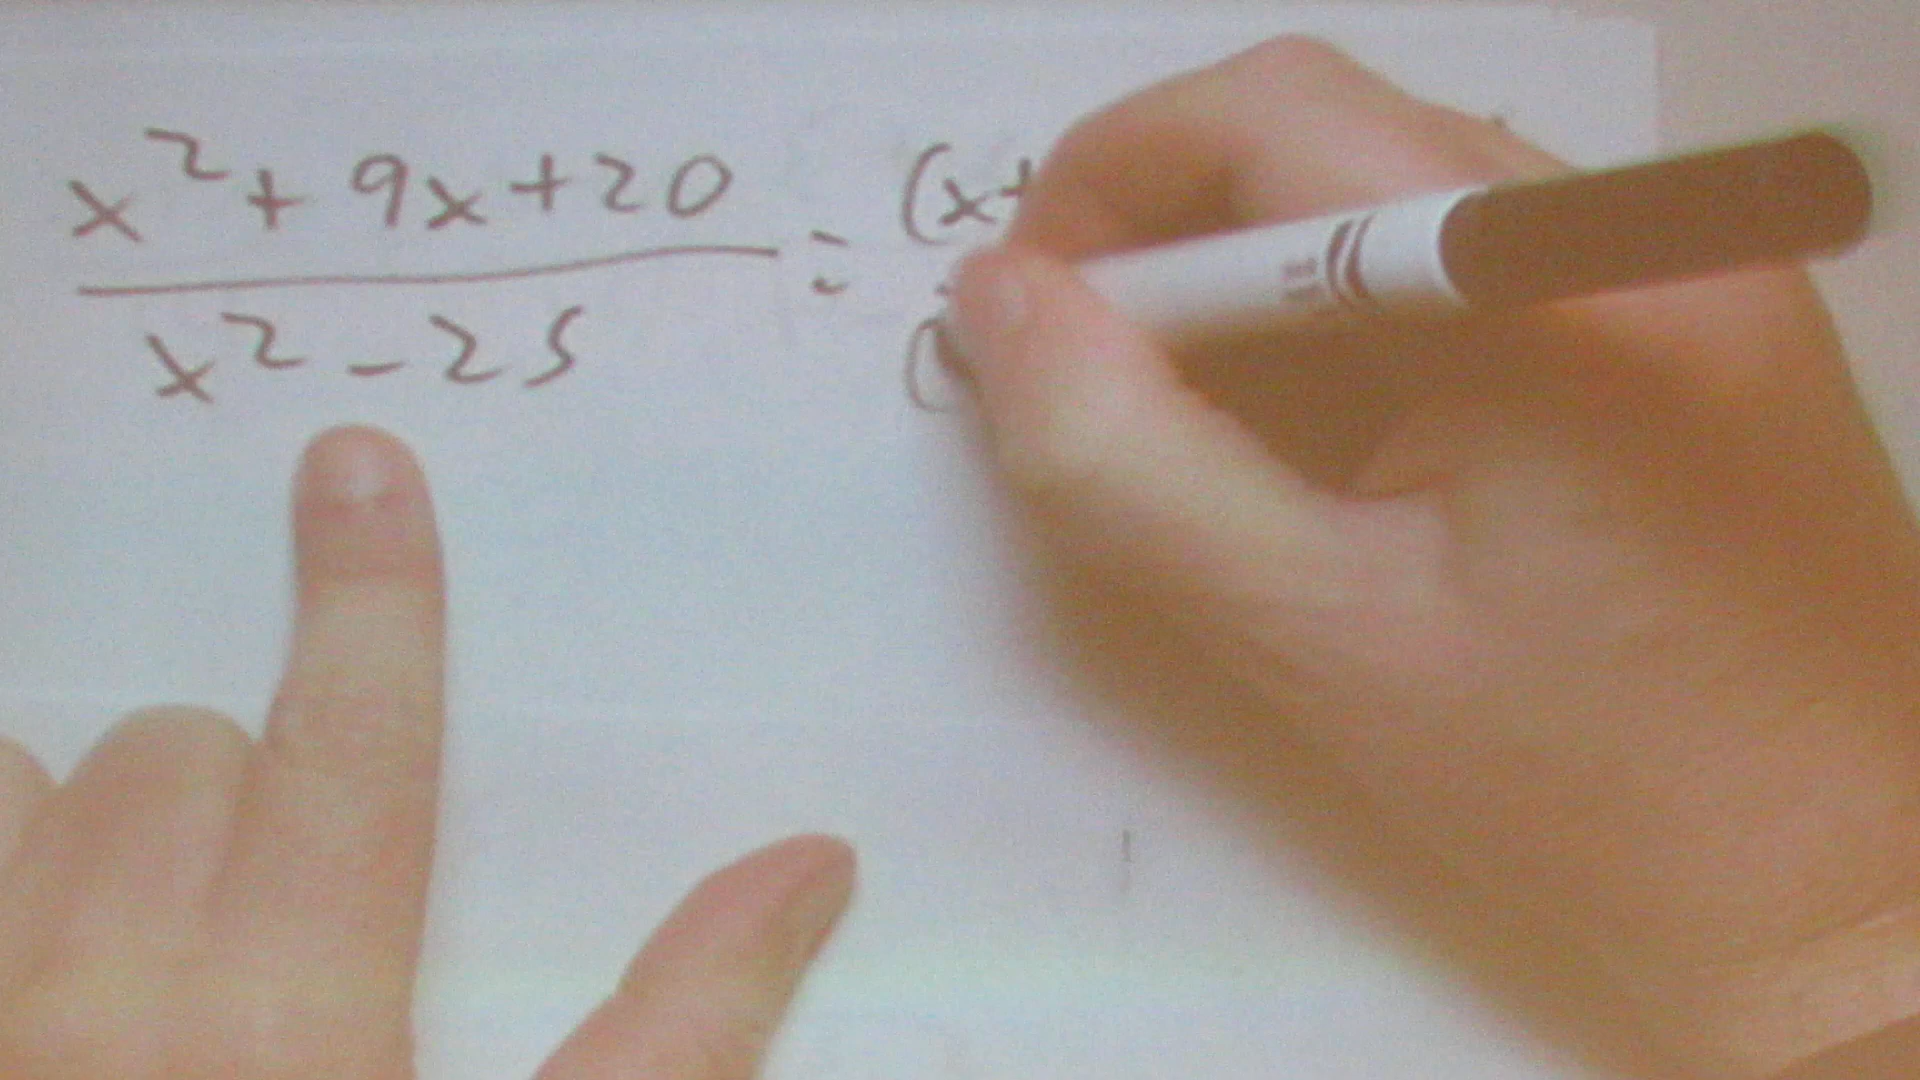 x² + 9x + 20 = (x+
x² - 25 (